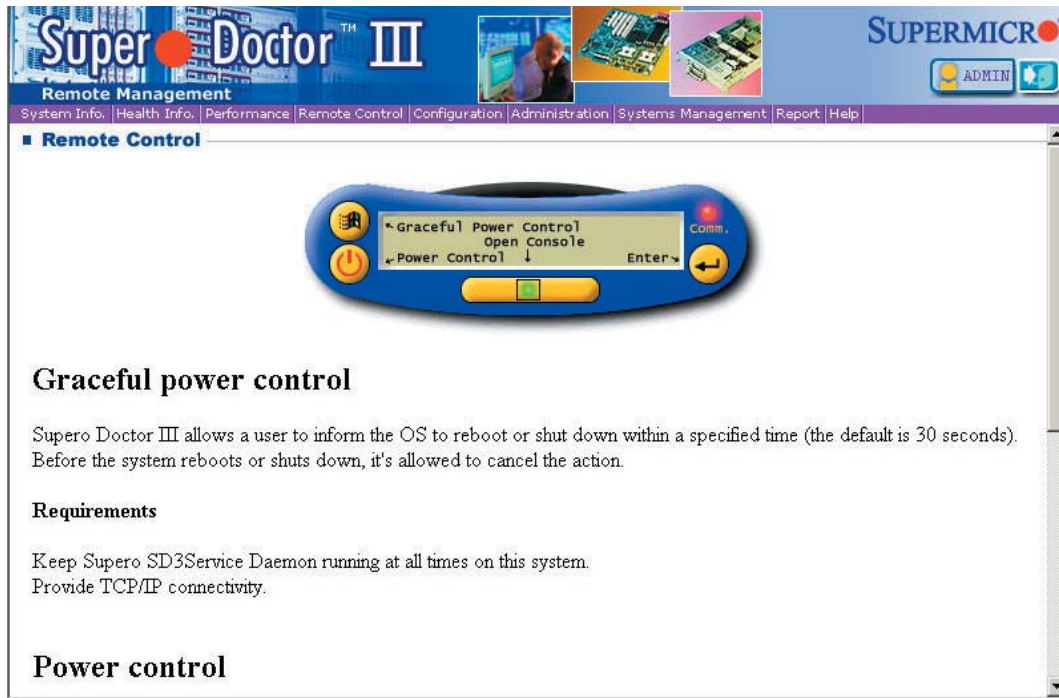 Super Doctor™ III
SUPERMICRO
ADMIN
Remote Management
System Info. Health Info. Performance Remote Control Configuration Administration Systems Management Report Help
Remote Control
Graceful Power Control
Open Console
Power Control Enter
Comm.
Graceful power control
Supero Doctor III allows a user to inform the OS to reboot or shut down within a specified time (the default is 30 seconds).
Before the system reboots or shuts down, it's allowed to cancel the action.
Requirements
Keep Supero SD3Service Daemon running at all times on this system.
Provide TCP/IP connectivity.
Power control